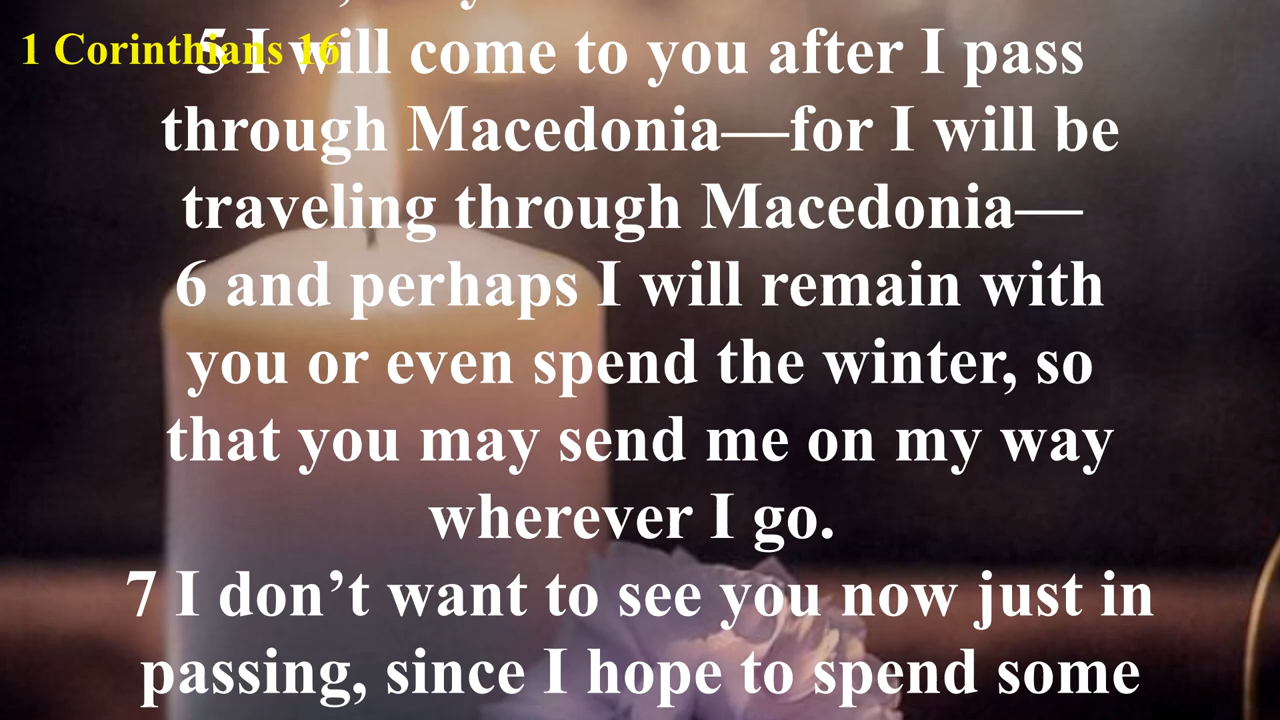 1 Corinthians 16
5 I will come to you after I pass
through Macedonia—for I will be
traveling through Macedonia—
6 and perhaps I will remain with
you or even spend the winter, so
that you may send me on my way
wherever I go.
7 I don’t want to see you now just in
passing, since I hope to spend some